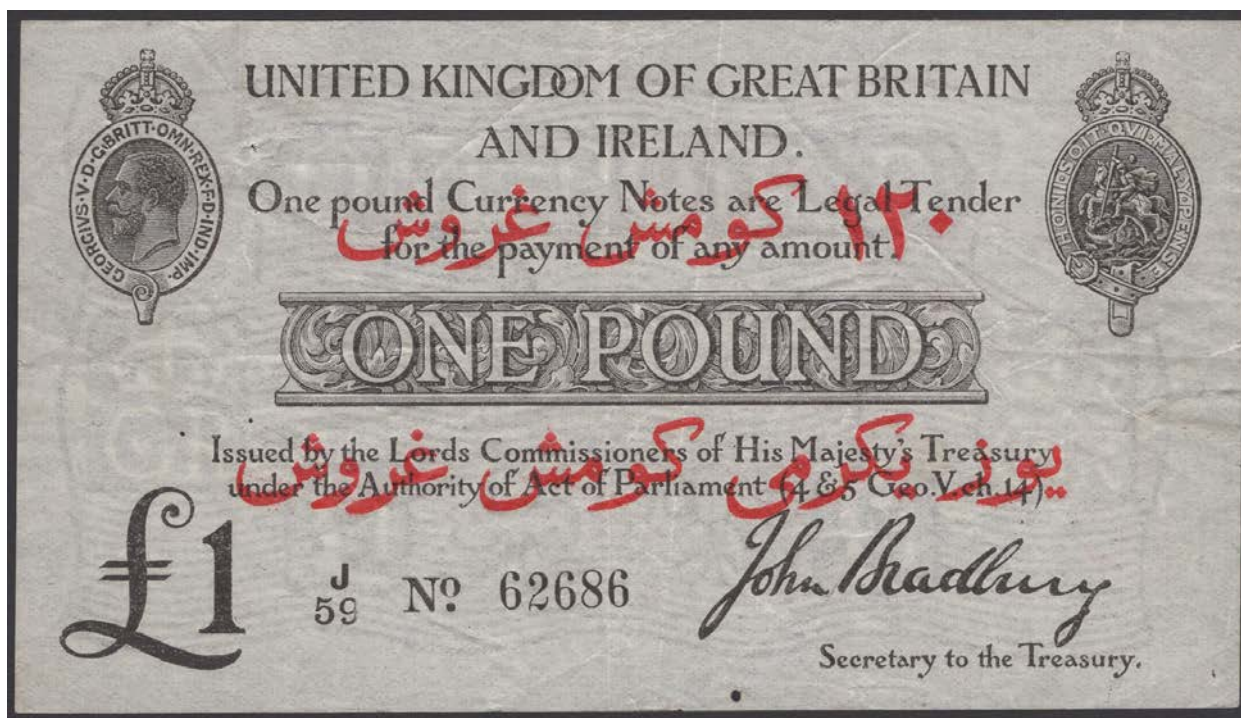 GEORGIVS·V·D·G·BRITT·OMN·REX·F·D·IND·IMP·
HONI·SOIT·QVI·MAL·Y·PENSE
UNITED KINGDOM OF GREAT BRITAIN
AND IRELAND.
One pound Currency Notes are Legal Tender
for the payment of any amount.
١٢٠ كومش غروش
ONE POUND
Issued by the Lords Commissioners of His Majesty's Treasury
under the Authority of Act of Parliament (4 & 5 Geo.V.ch.14).
يوز يكرمى كومش غروش
£1
J
59 Nº 62686
John Bradbury
Secretary to the Treasury.